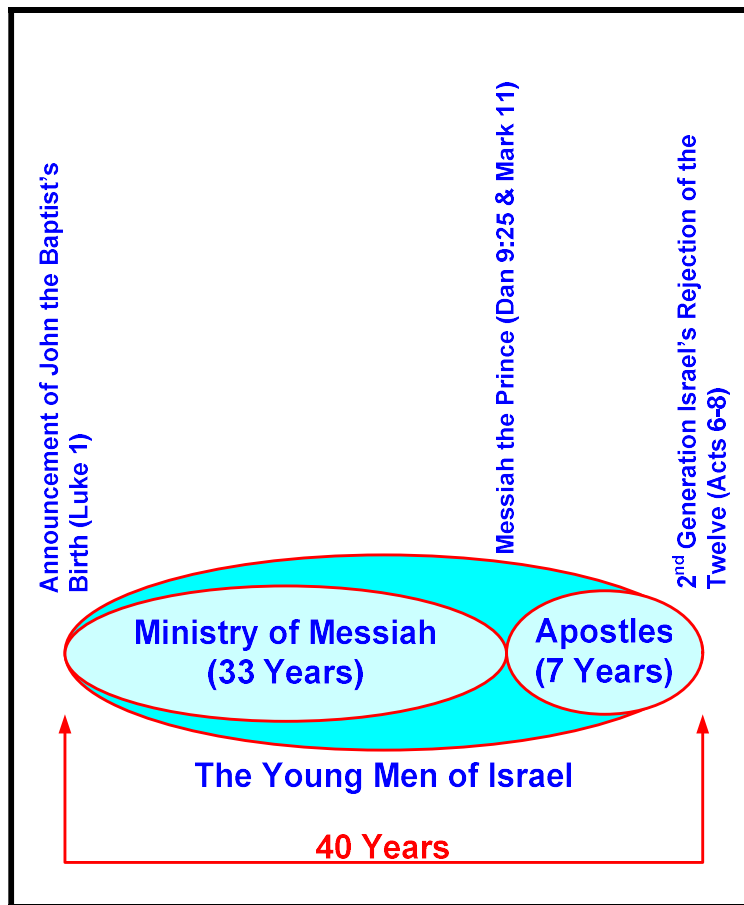 Announcement of John the Baptist’s
Birth (Luke 1)
Messiah the Prince (Dan 9:25 & Mark 11)
2nd Generation Israel’s Rejection of the
Twelve (Acts 6-8)
Ministry of Messiah
(33 Years)
Apostles
(7 Years)
The Young Men of Israel
40 Years